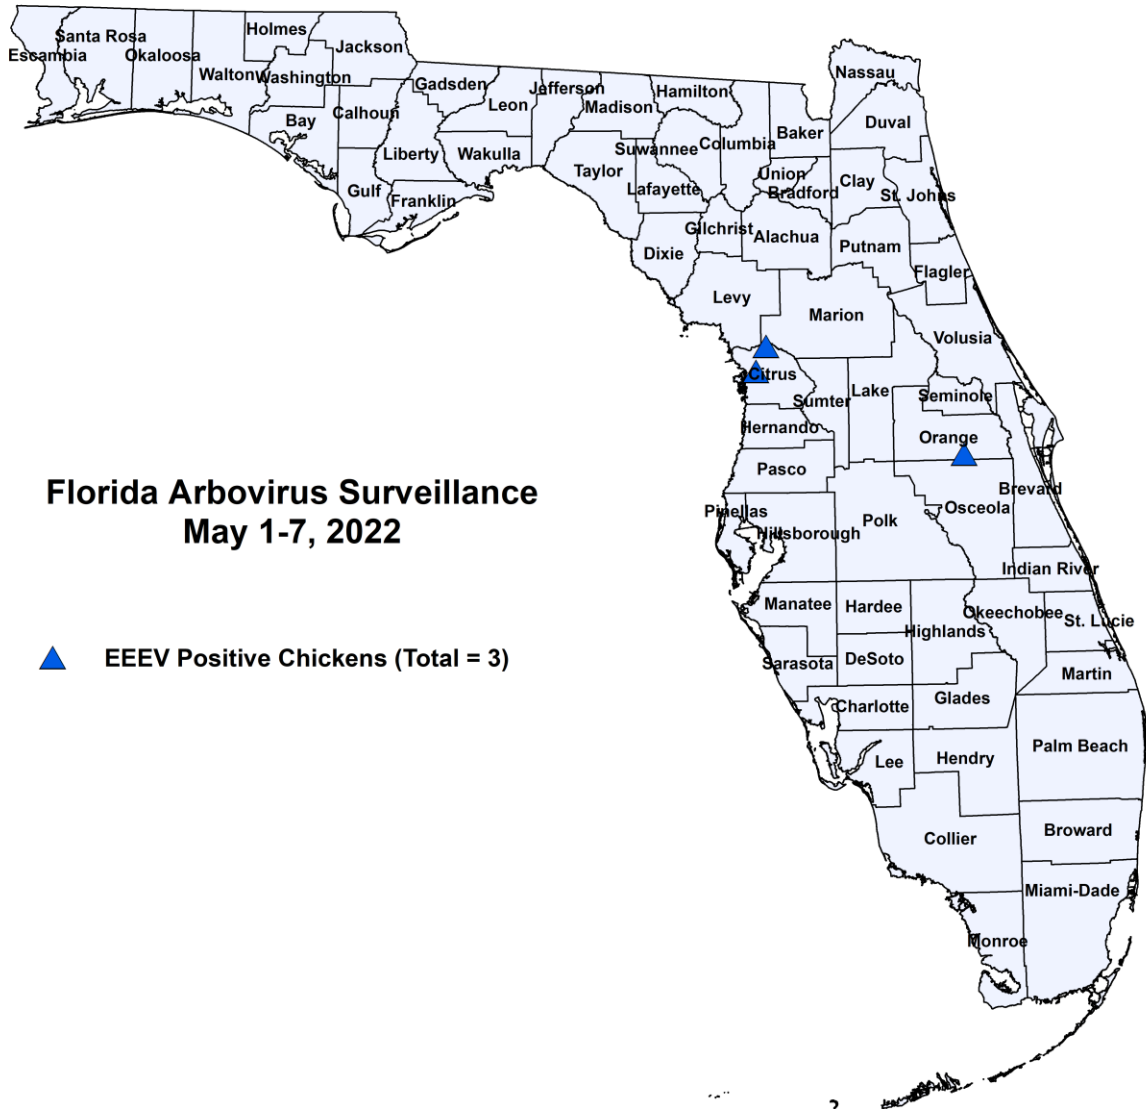 Holmes
Santa Rosa
Jackson
Escambia
Okaloosa
Walton
Washington
Gadsden
Jefferson
Hamilton
Nassau
Leon
Madison
Calhoun
Bay
Duval
Baker
Columbia
Suwannee
Liberty
Wakulla
Taylor
Union
Clay
Lafayette
Bradford
St. Johns
Gulf
Franklin
Gilchrist
Alachua
Putnam
Dixie
Flagler
Levy
Marion
Volusia
Citrus
Lake
Sumter
Seminole
Hernando
Orange
Pasco
Brevard
Florida Arbovirus Surveillance
May 1-7, 2022
Osceola
Pinellas
Polk
Hillsborough
Indian River
Manatee
Hardee
Okeechobee
St. Lucie
Highlands
EEEV Positive Chickens (Total = 3)
Sarasota
DeSoto
Martin
Charlotte
Glades
Palm Beach
Lee
Hendry
Broward
Collier
Miami-Dade
Monroe